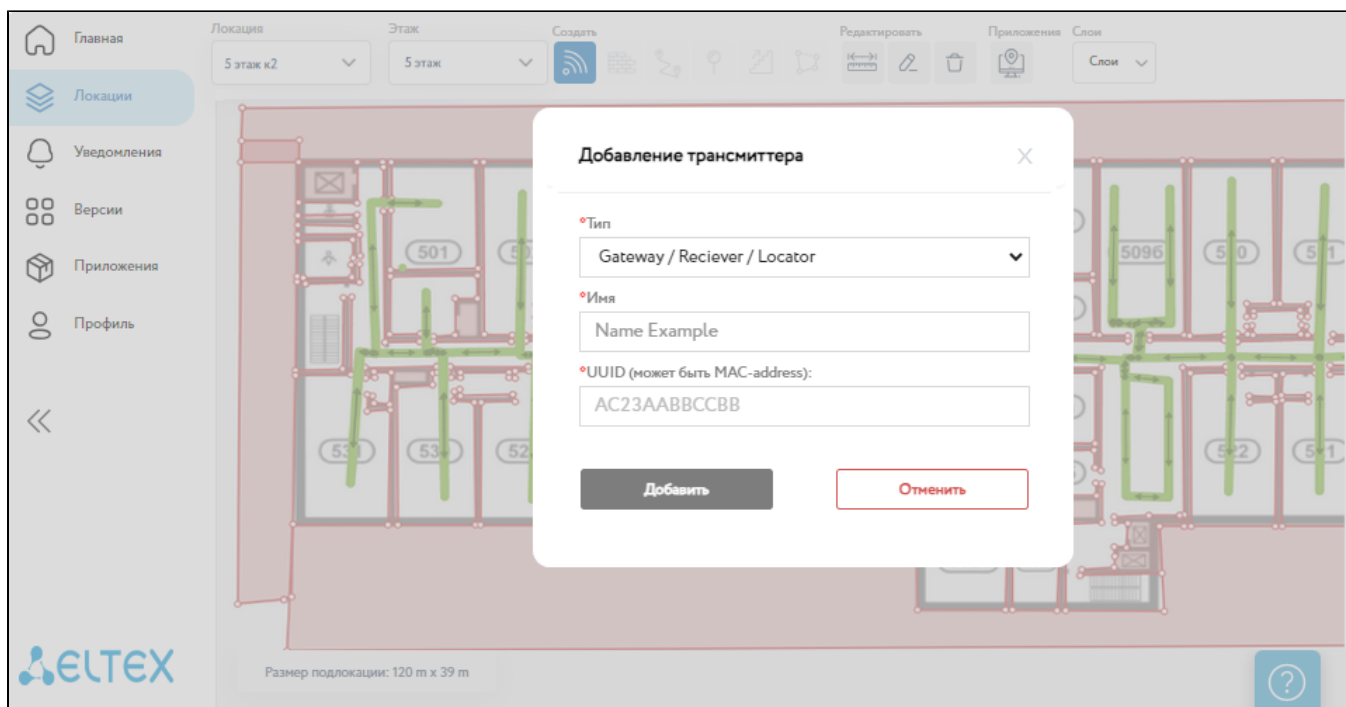 Главная
Локации
Уведомления
Версии
Приложения
Профиль
ELTEX
Локация
Этаж
Создать
Редактировать
Приложения
Слои
5 этаж к2
5 этаж
Слои
Добавление трансмиттера
*Тип
Gateway / Reciever / Locator
*Имя
Name Example
*UUID (может быть MAC-address):
AC23AABBCCBB
Добавить
Отменить
501
509б
Размер подлокации: 120 m x 39 m
?